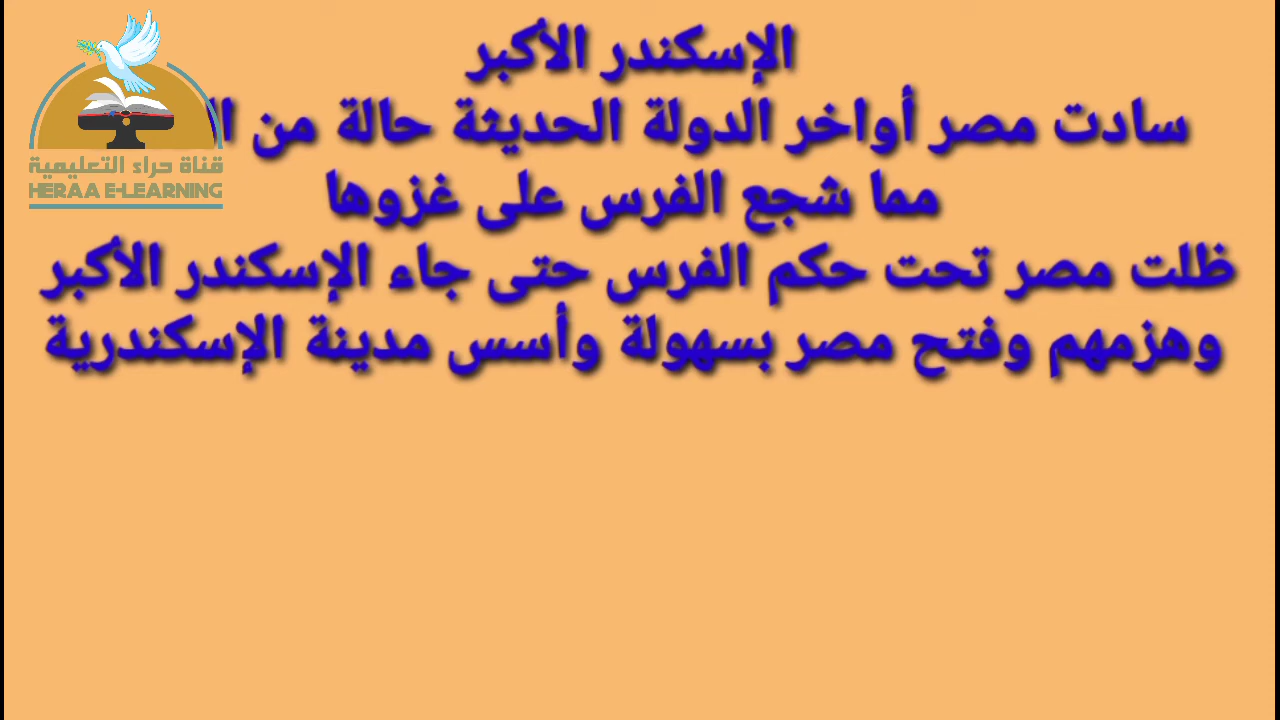 الإسكندر الأكبر
سادت مصر أواخر الدولة الحديثة حالة من
مما شجع الفرس على غزوها
ظلت مصر تحت حكم الفرس حتى جاء الإسكندر الأكبر
وهزمهم وفتح مصر بسهولة وأسس مدينة الإسكندرية
قناة حراء التعليمية
HERAA E-LEARNING